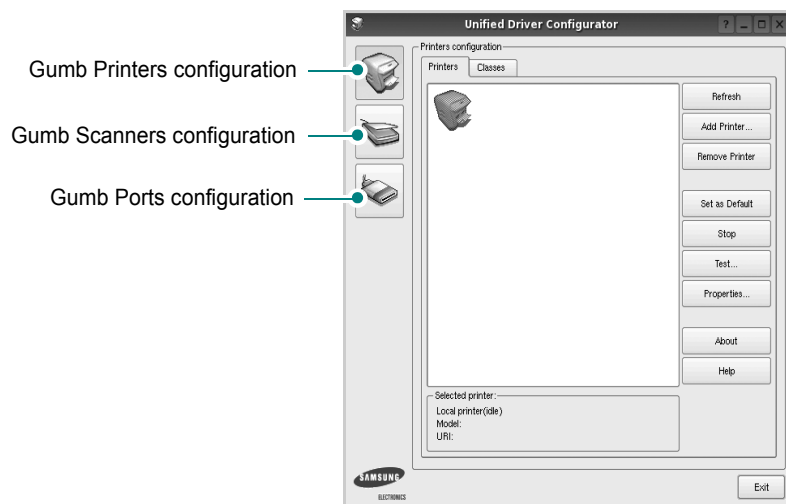 Unified Driver Configurator
Gumb Printers configuration
Gumb Scanners configuration
Gumb Ports configuration
Printers configuration
Printers
Classes
Refresh
Add Printer...
Remove Printer
Set as Default
Stop
Test...
Properties...
About
Help
Selected printer:
Local printer(idle)
Model:
URI:
SAMSUNG
ELECTRONICS
Exit